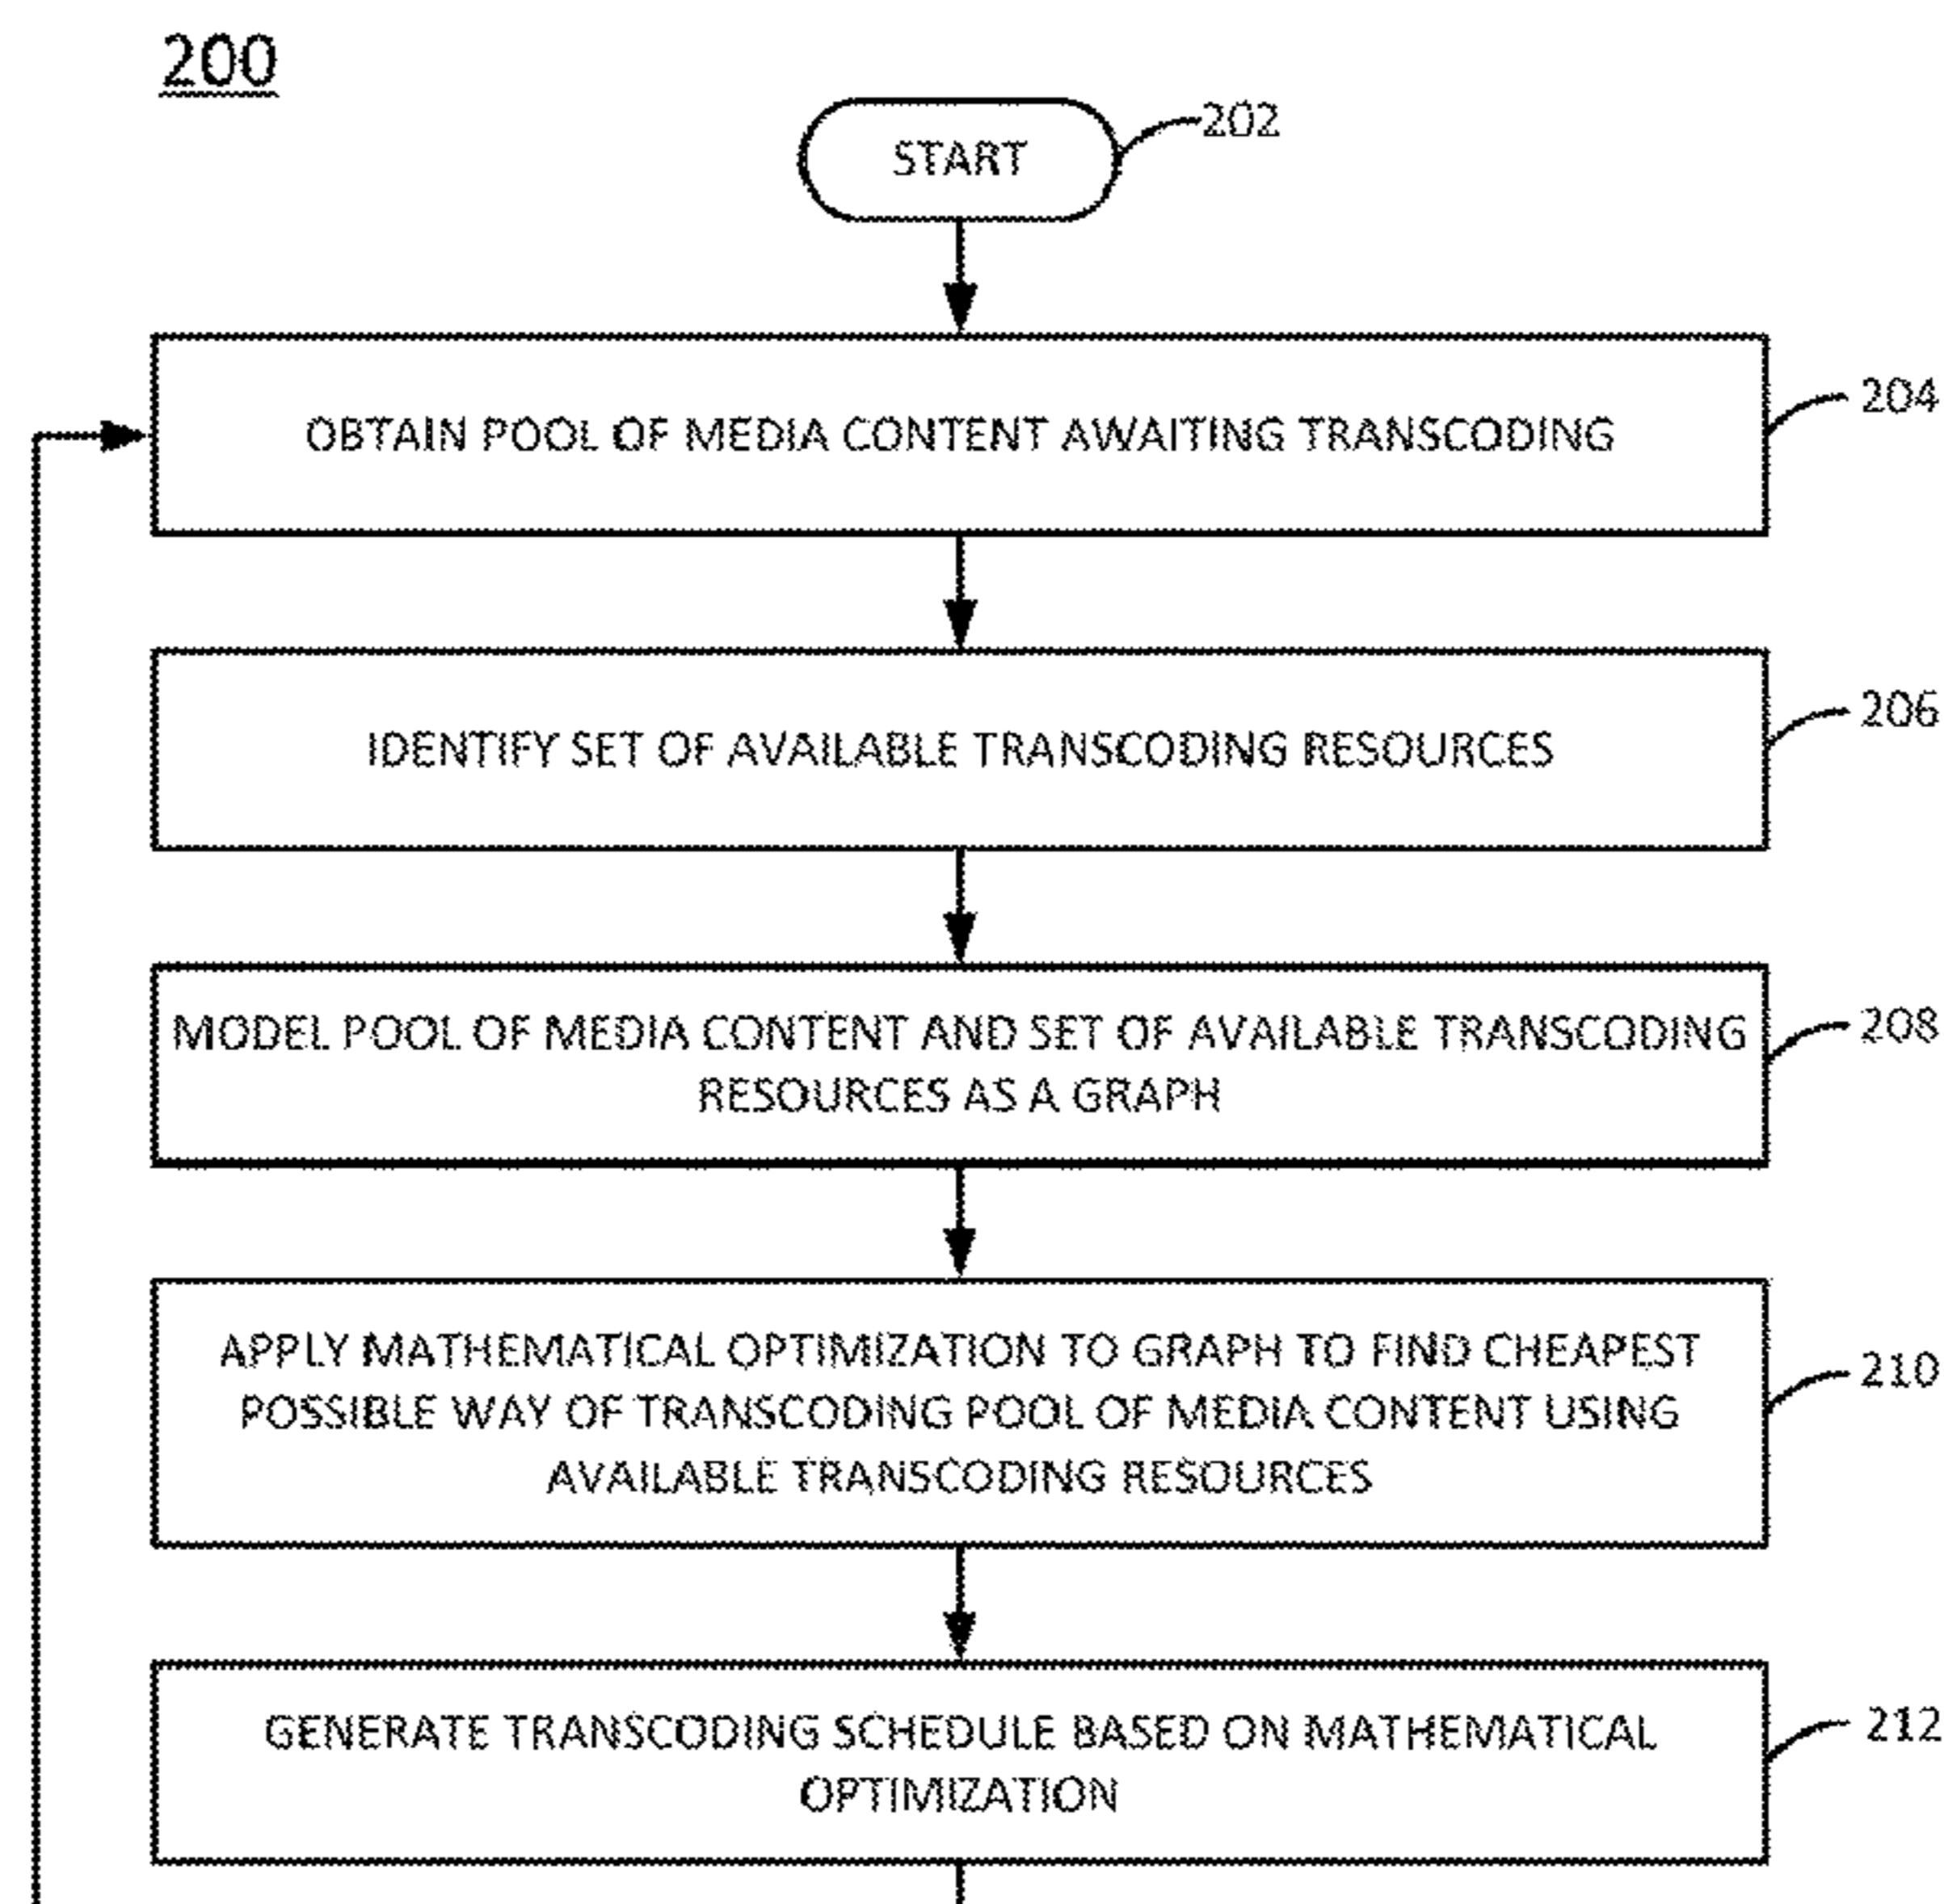 200
START
202
OBTAIN POOL OF MEDIA CONTENT AWAITING TRANSCODING
204
IDENTIFY SET OF AVAILABLE TRANSCODING RESOURCES
206
MODEL POOL OF MEDIA CONTENT AND SET OF AVAILABLE TRANSCODING
RESOURCES AS A GRAPH
208
APPLY MATHEMATICAL OPTIMIZATION TO GRAPH TO FIND CHEAPEST
POSSIBLE WAY OF TRANSCODING POOL OF MEDIA CONTENT USING
AVAILABLE TRANSCODING RESOURCES
210
GENERATE TRANSCODING SCHEDULE BASED ON MATHEMATICAL
OPTIMIZATION
212